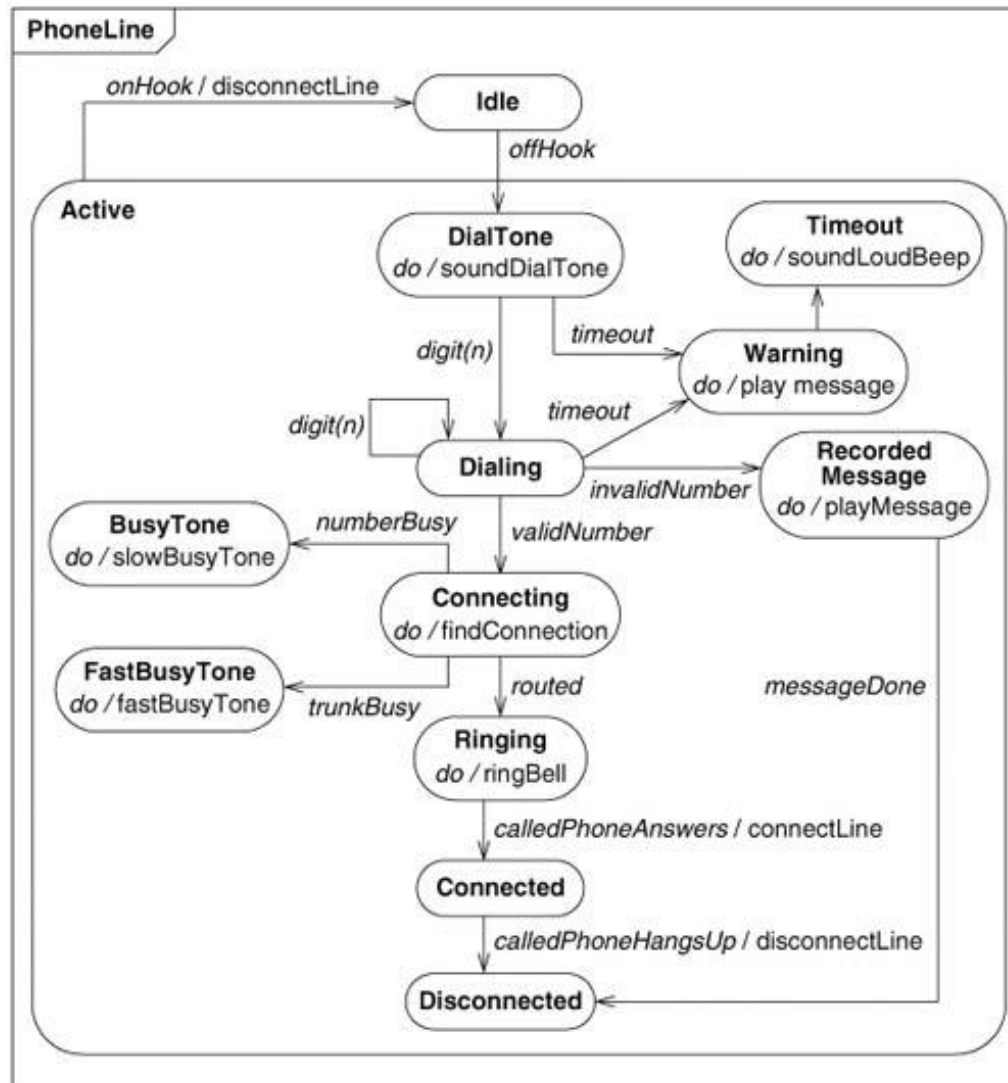 PhoneLine
onHook / disconnectLine
Idle
offHook
Active
DialTone
do / soundDialTone
Timeout
do / soundLoudBeep
timeout
digit(n)
Warning
do / play message
timeout
digit(n)
Dialing
Recorded
Message
do / playMessage
invalidNumber
numberBusy
validNumber
BusyTone
do / slowBusyTone
Connecting
do / findConnection
FastBusyTone
do / fastBusyTone
trunkBusy
routed
messageDone
Ringing
do / ringBell
calledPhoneAnswers / connectLine
Connected
calledPhoneHangsUp / disconnectLine
Disconnected